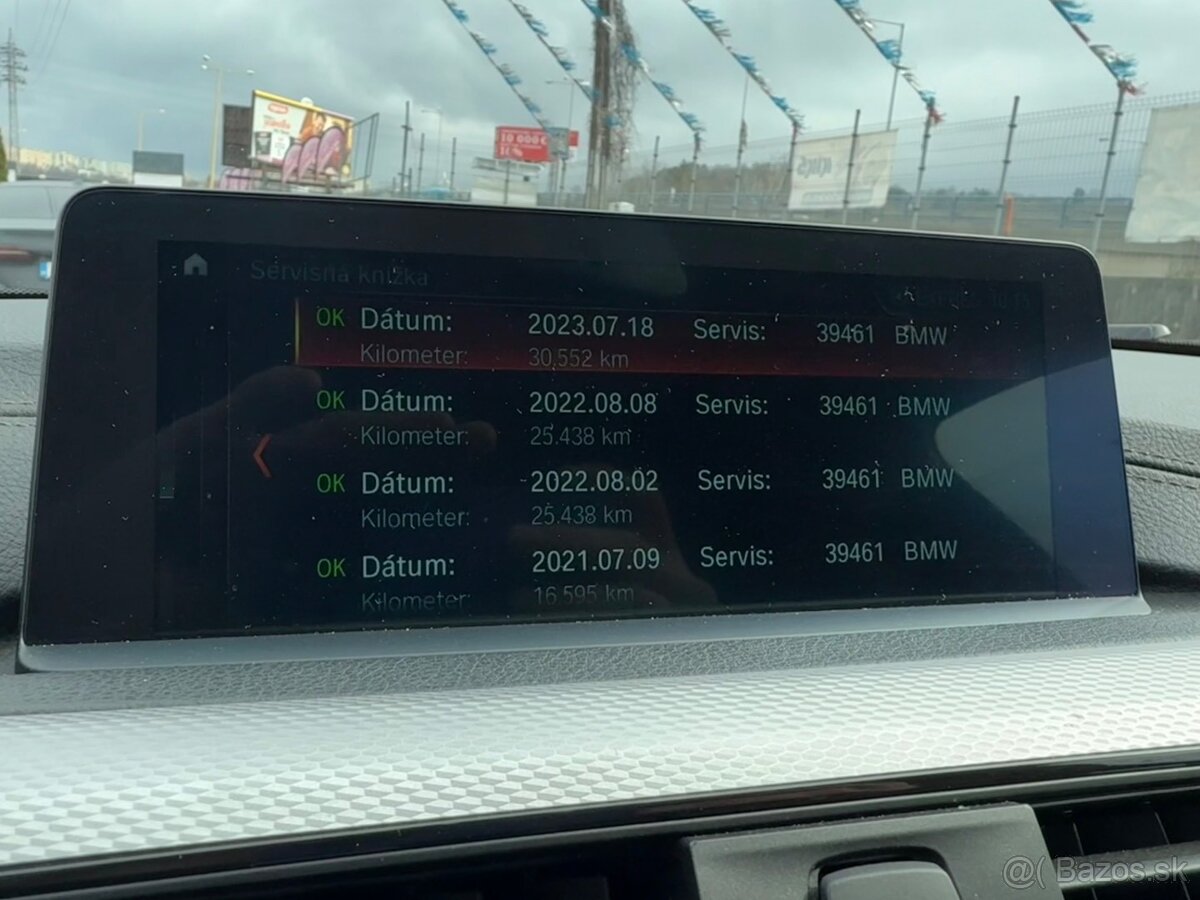 10 000 €
Servisná knižka
OK Dátum: 2023.07.18 Servis: 39461 BMW
Kilometer: 30.552 km
OK Dátum: 2022.08.08 Servis: 39461 BMW
Kilometer: 25.438 km
OK Dátum: 2022.08.02 Servis: 39461 BMW
Kilometer: 25.438 km
OK Dátum: 2021.07.09 Servis: 39461 BMW
Kilometer: 16.595 km
@( Bazos.sk